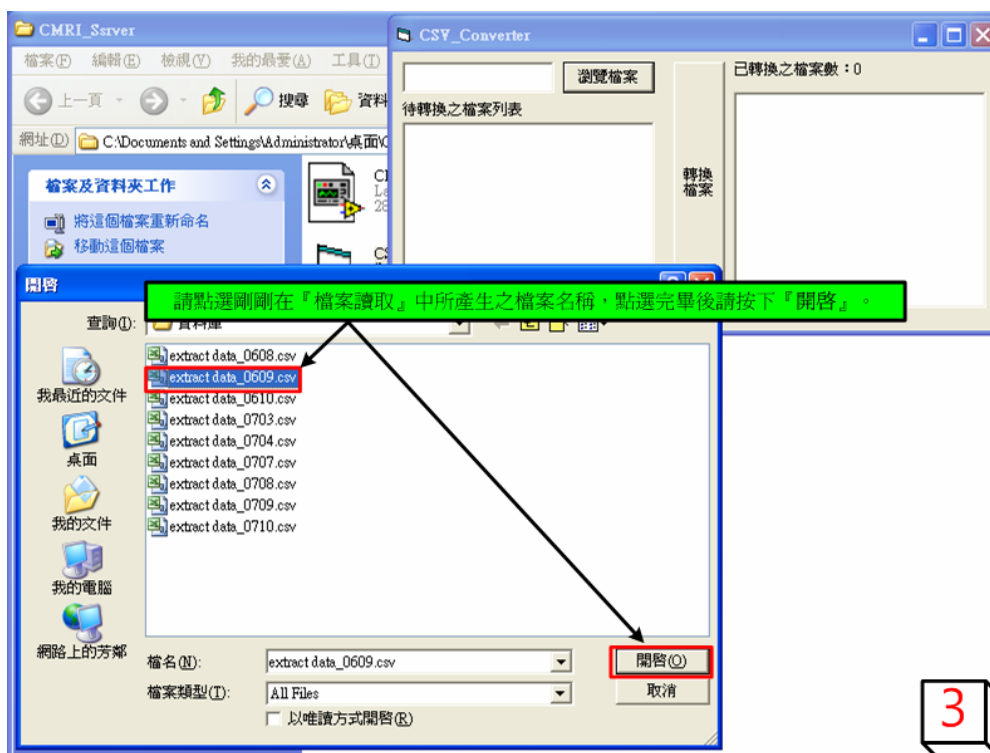 CMRI_Ssrver
檔案(F) 編輯(E) 檢視(V) 我的最愛(A) 工具(T)
上一頁 搜尋 資料
網址(D) C:\Documents and Settings\Administrator\桌面\C
檔案及資料夾工作
將這個檔案重新命名
移動這個檔案
CSV_Converter
瀏覽檔案
待轉換之檔案列表
轉換
檔案
已轉換之檔案數：0
開啓
請點選剛剛在『檔案讀取』中所產生之檔案名稱，點選完畢後請按下『開啓』。
查詢(I): 資料庫
我最近的文件
桌面
我的文件
我的電腦
網路上的芳鄰
extract data_0608.csv
extract data_0609.csv
extract data_0610.csv
extract data_0703.csv
extract data_0704.csv
extract data_0707.csv
extract data_0708.csv
extract data_0709.csv
extract data_0710.csv
檔名(N): extract data_0609.csv 開啓(O)
檔案類型(T): All Files 取消
以唯讀方式開啓(R)
3